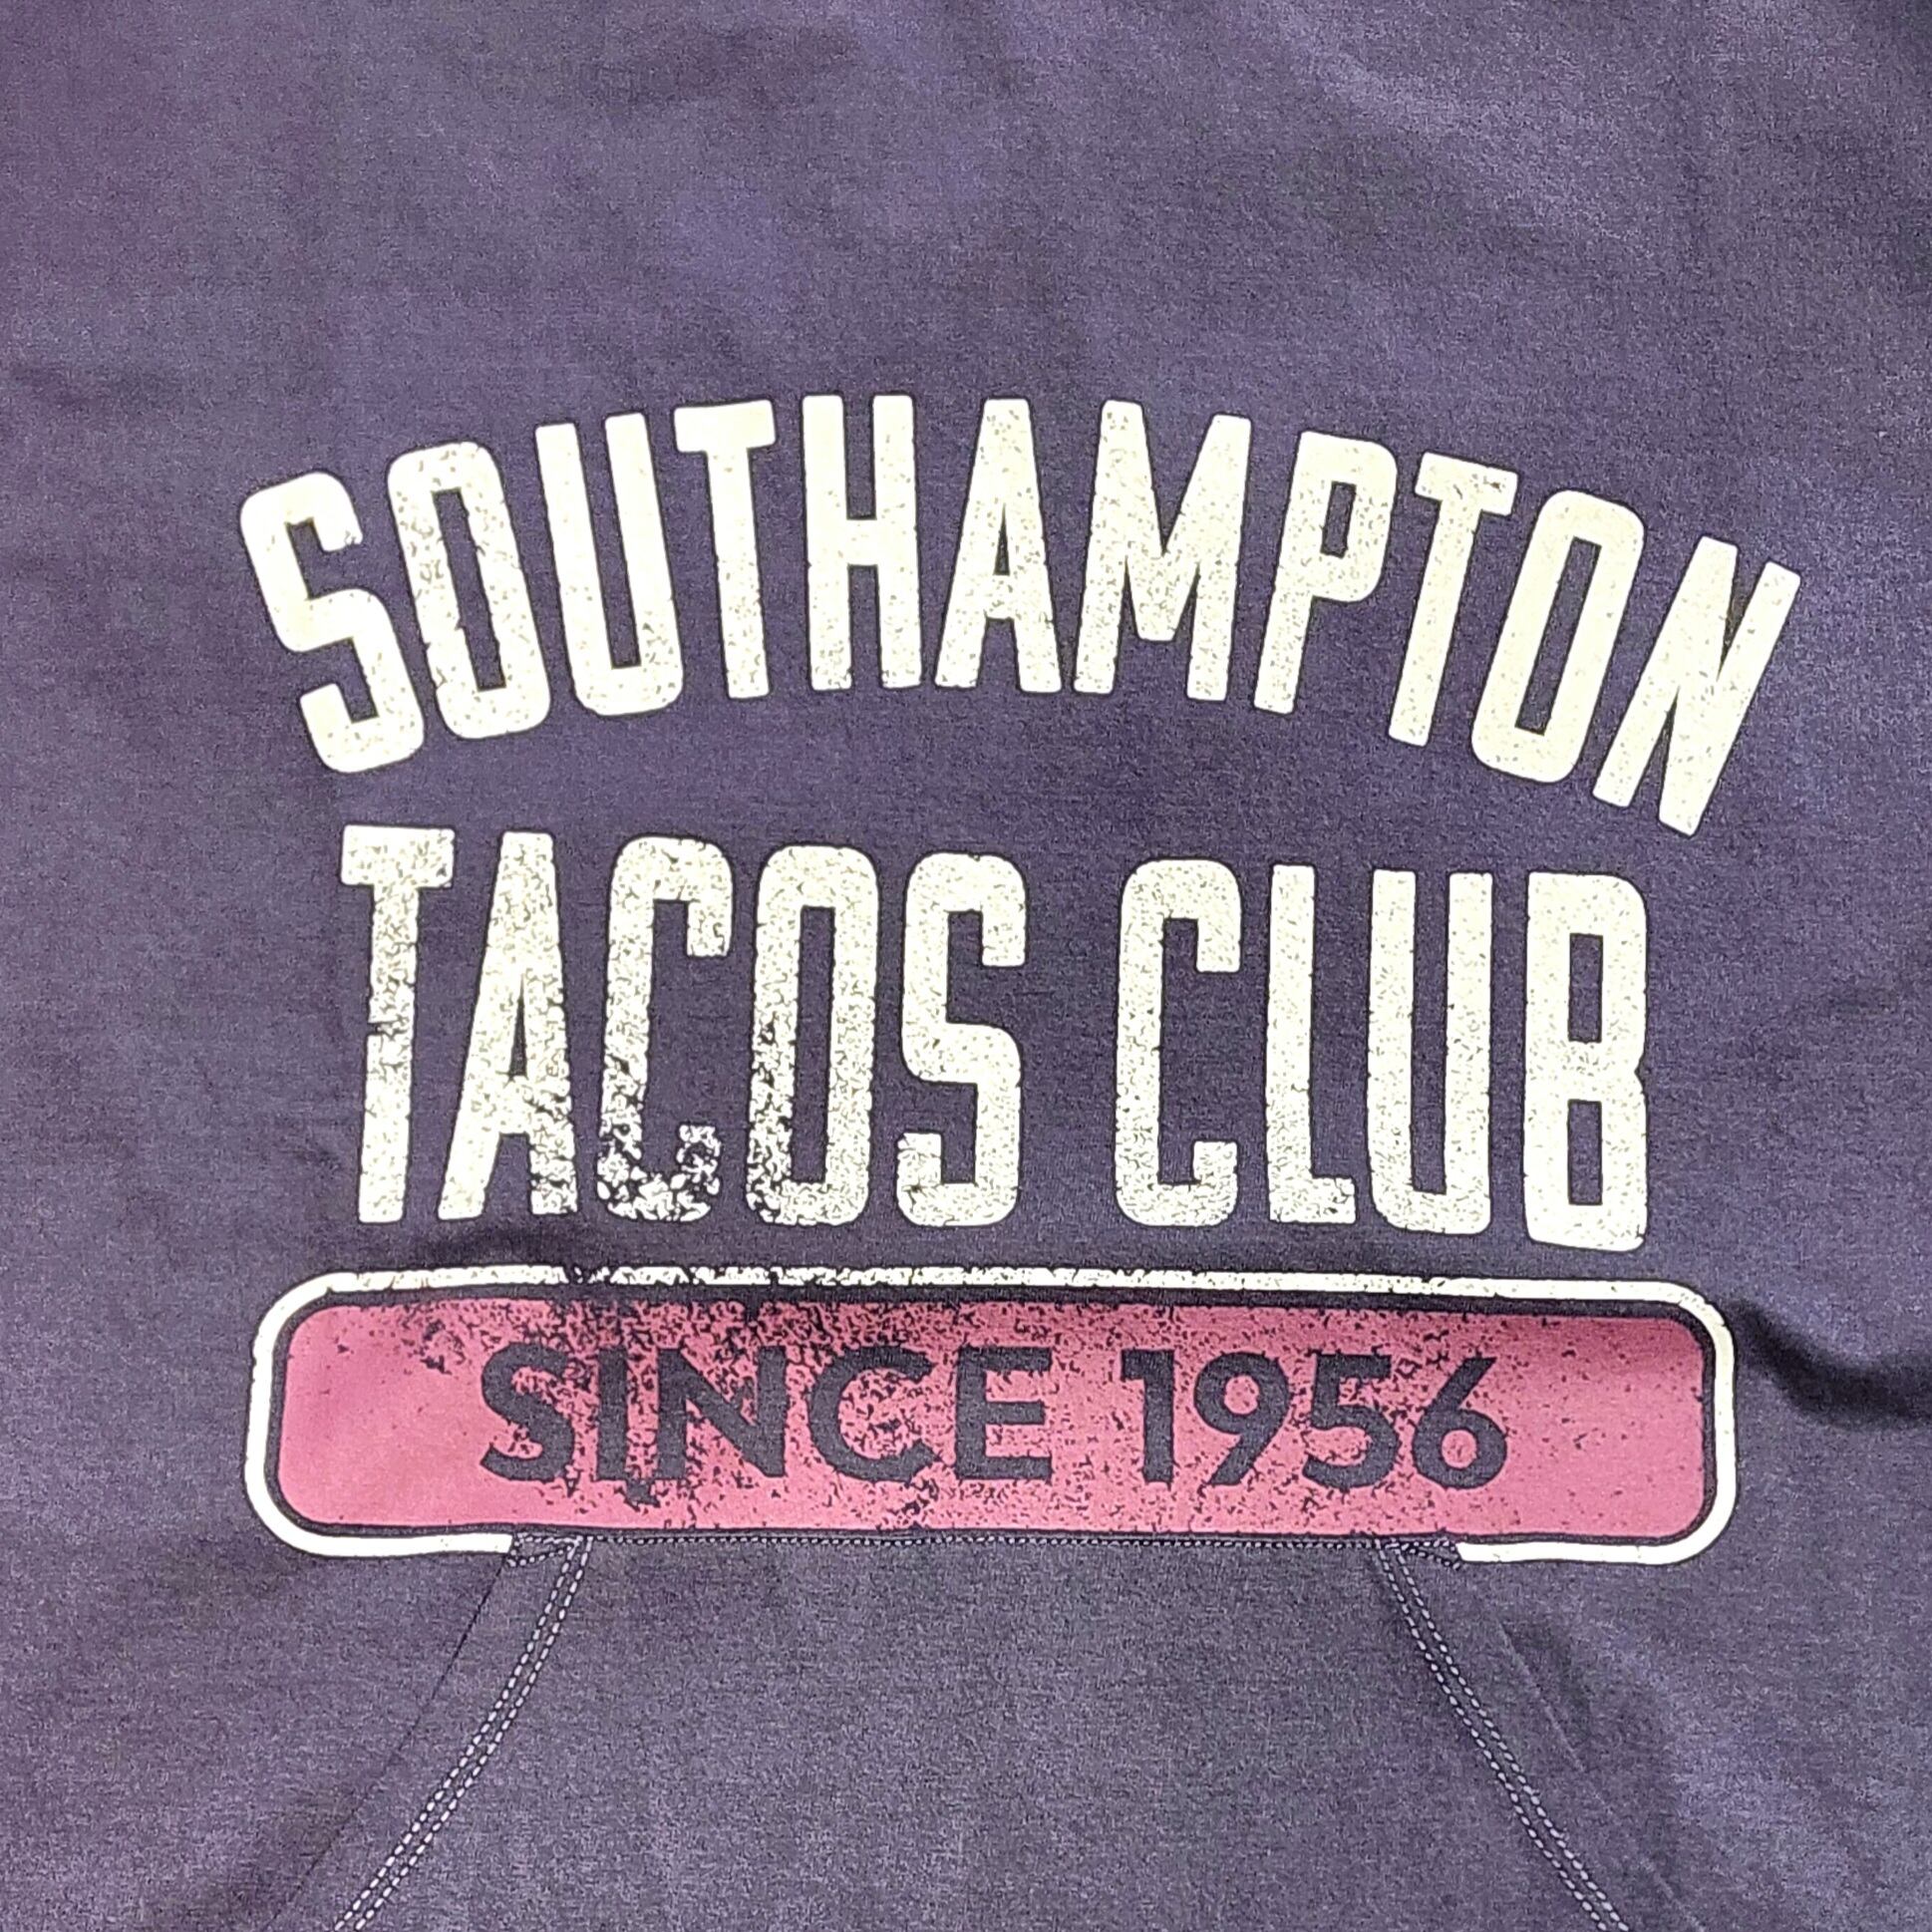 SOUTHAMPTON
TACOS CLUB
SINCE 1956